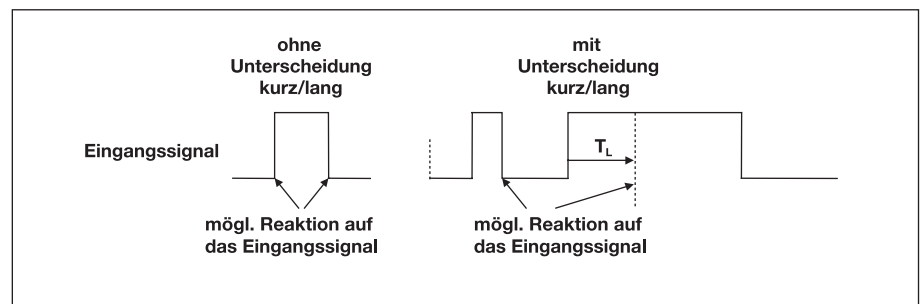 ohne
Unterscheidung
kurz/lang
mit
Unterscheidung
kurz/lang
Eingangssignal
TL
mögl. Reaktion auf
das Eingangssignal
mögl. Reaktion auf
das Eingangssignal